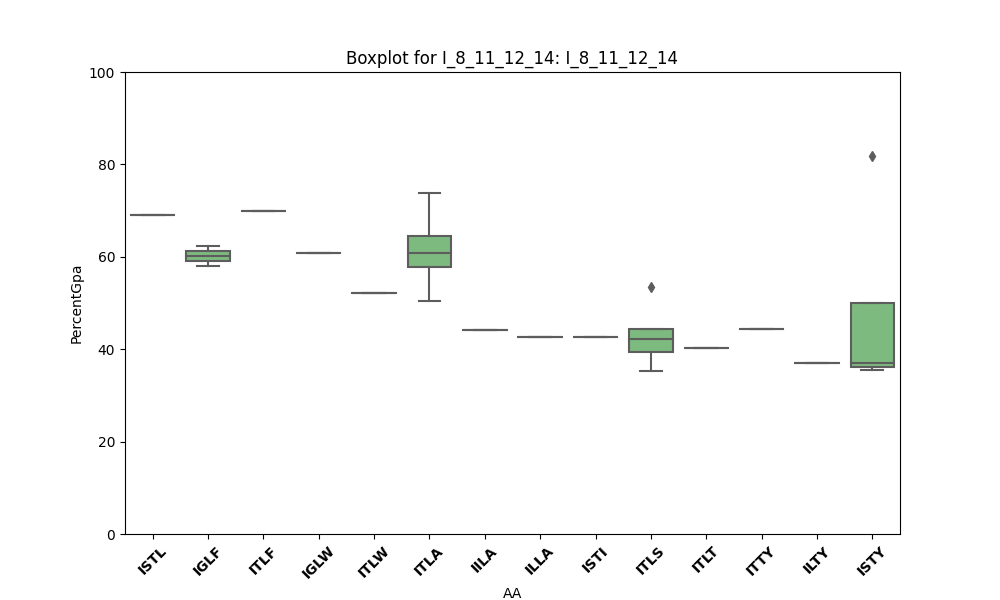 Boxplot for I_8_11_12_14: I_8_11_12_14
100
80
60
40
20
0
PercentGpa
ISTL IGLF ITLF IGLW ITLW ITLA IILA ILLA ISTI ITLS ITLT ITTY ILTY ISTY
AA